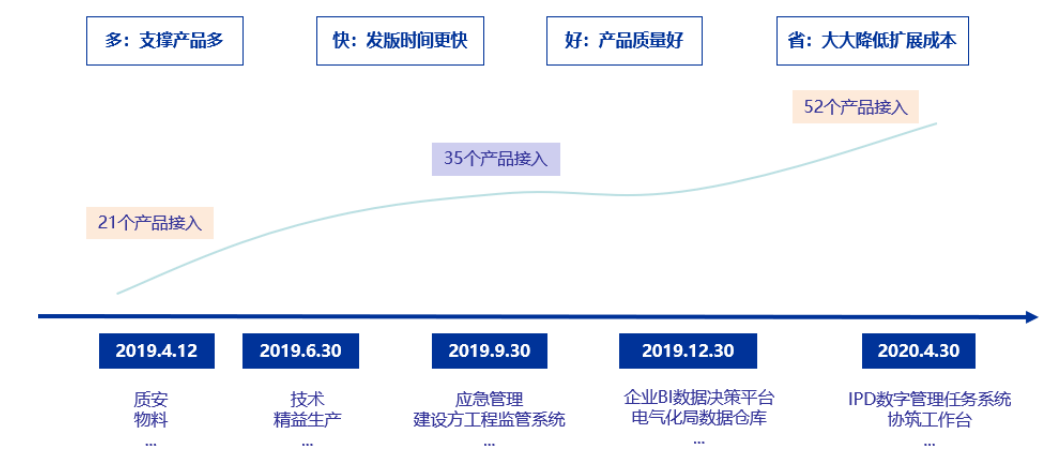 多：支撑产品多
快：发版时间更快
好：产品质量好
省：大大降低扩展成本
52个产品接入
35个产品接入
21个产品接入
2019.4.12
2019.6.30
2019.9.30
2019.12.30
2020.4.30
质安
物料
...
技术
精益生产
...
应急管理
建设方工程监管系统
...
企业BI数据决策平台
电气化局数据仓库
...
IPD数字管理任务系统
协筑工作台
...